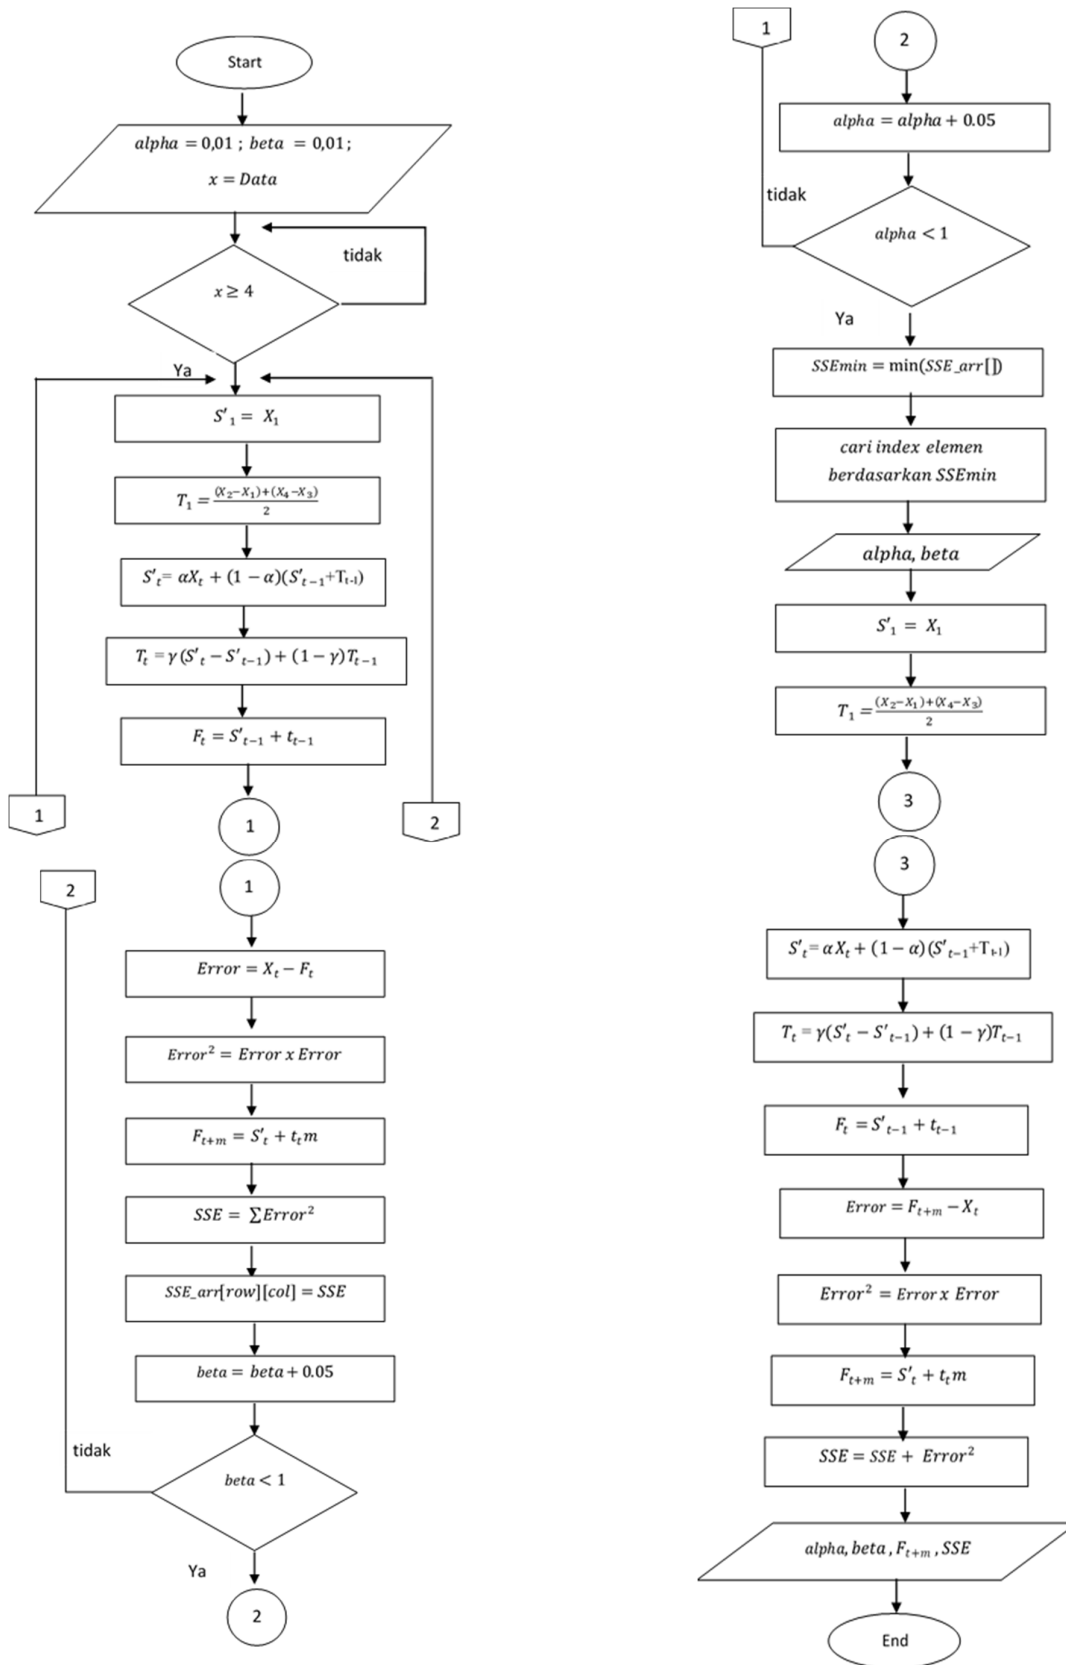 Start
alpha = 0,01 ; beta = 0,01;
x = Data
tidak
x ≥ 4
Ya
S'₁ = X₁
T₁ = (X₂−X₁)+(X₄−X₃)
2
S'ₜ= αXₜ + (1 − α)(S'ₜ₋₁+Tₜ₋₁)
Tₜ = γ(S'ₜ − S'ₜ₋₁) + (1 − γ)Tₜ₋₁
Fₜ = S'ₜ₋₁ + tₜ₋₁
1
1
2
2
1
Error = Xₜ − Fₜ
Error² = Error x Error
Fₜ₊ₘ = S'ₜ + tₜm
SSE = ∑Error²
SSE_arr[row][col] = SSE
beta = beta + 0.05
tidak
beta < 1
Ya
2
1
2
alpha = alpha + 0.05
tidak
alpha < 1
Ya
SSEmin = min(SSE_arr[])
cari index elemen
berdasarkan SSEmin
alpha, beta
S'₁ = X₁
T₁ = (X₂−X₁)+(X₄−X₃)
2
3
3
S'ₜ= αXₜ + (1 − α)(S'ₜ₋₁+Tₜ₋₁)
Tₜ = γ(S'ₜ − S'ₜ₋₁) + (1 − γ)Tₜ₋₁
Fₜ = S'ₜ₋₁ + tₜ₋₁
Error = Fₜ₊ₘ − Xₜ
Error² = Error x Error
Fₜ₊ₘ = S'ₜ + tₜm
SSE = SSE + Error²
alpha, beta , Fₜ₊ₘ , SSE
End